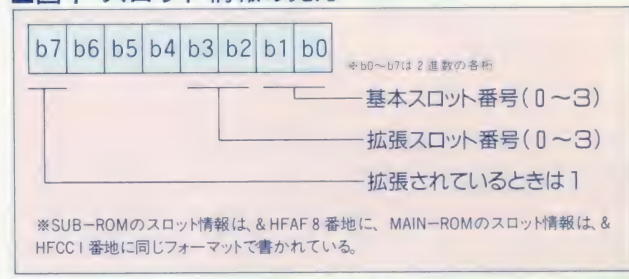 b7 b6 b5 b4 b3 b2 b1 b0
※b0〜b7は2進数の各桁
基本スロット番号(0〜3)
拡張スロット番号(0〜3)
拡張されているときは1
※SUB-ROMのスロット情報は、&HFAF8番地に、MAIN-ROMのスロット情報は、&
HFCC1番地に同じフォーマットで書かれている。